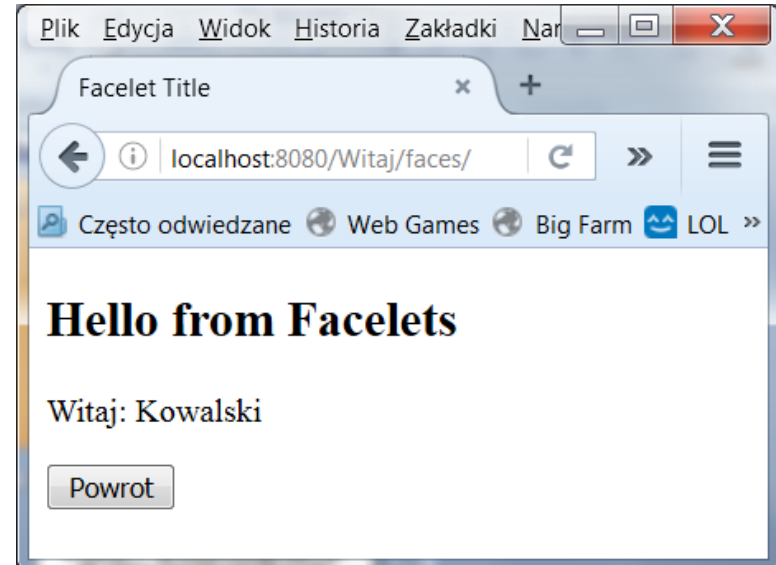 Plik Edycja Widok Historia Zakładki Nar
Facelet Title
localhost:8080/Witaj/faces/
Często odwiedzane Web Games Big Farm LOL »
Hello from Facelets
Witaj: Kowalski
Powrot